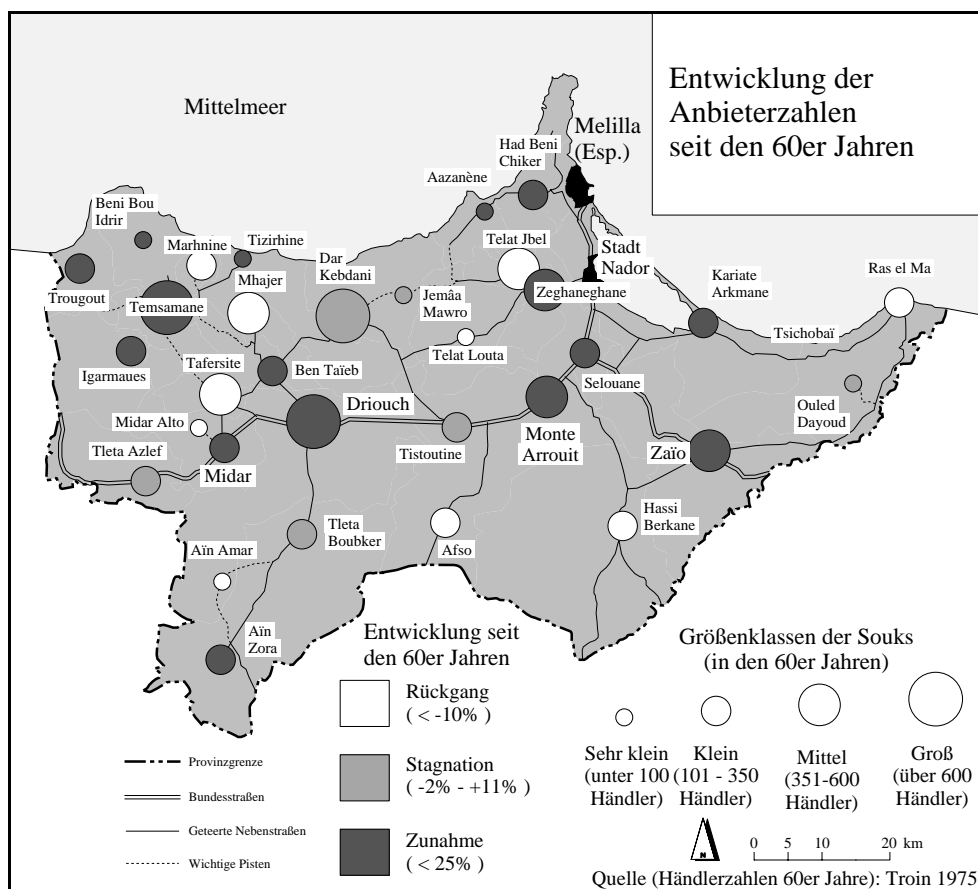 Entwicklung der
Anbieterzahlen
seit den 60er Jahren
Mittelmeer
Melilla
(Esp.)
Had Beni
Chiker
Aazanène
Beni Bou
Idrir
Marhnine
Tizirhine
Dar
Kebdani
Telat Jbel
Stadt
Nador
Trougout
Temsamane
Mhajer
Jemâa
Mawro
Zeghaneghane
Kariate
Arkmane
Ras el Ma
Tsichobaï
Igarmaues
Tafersite
Ben Taïeb
Telat Louta
Selouane
Midar Alto
Driouch
Ouled
Dayoud
Tleta Azlef
Midar
Tistoutine
Monte
Arrouit
Zaïo
Tleta
Boubker
Afso
Hassi
Berkane
Aïn Amar
Aïn
Zora
Entwicklung seit
den 60er Jahren
Rückgang
( < -10% )
Stagnation
( -2% - +11% )
Zunahme
( < 25% )
Größenklassen der Souks
(in den 60er Jahren)
Sehr klein
(unter 100
Händler)
Klein
(101 - 350
Händler)
Mittel
(351-600
Händler)
Groß
(über 600
Händler)
Provinzgrenze
Bundesstraßen
Geteerte Nebenstraßen
Wichtige Pisten
N
0 5 10 20 km
Quelle (Händlerzahlen 60er Jahre): Troin 1975